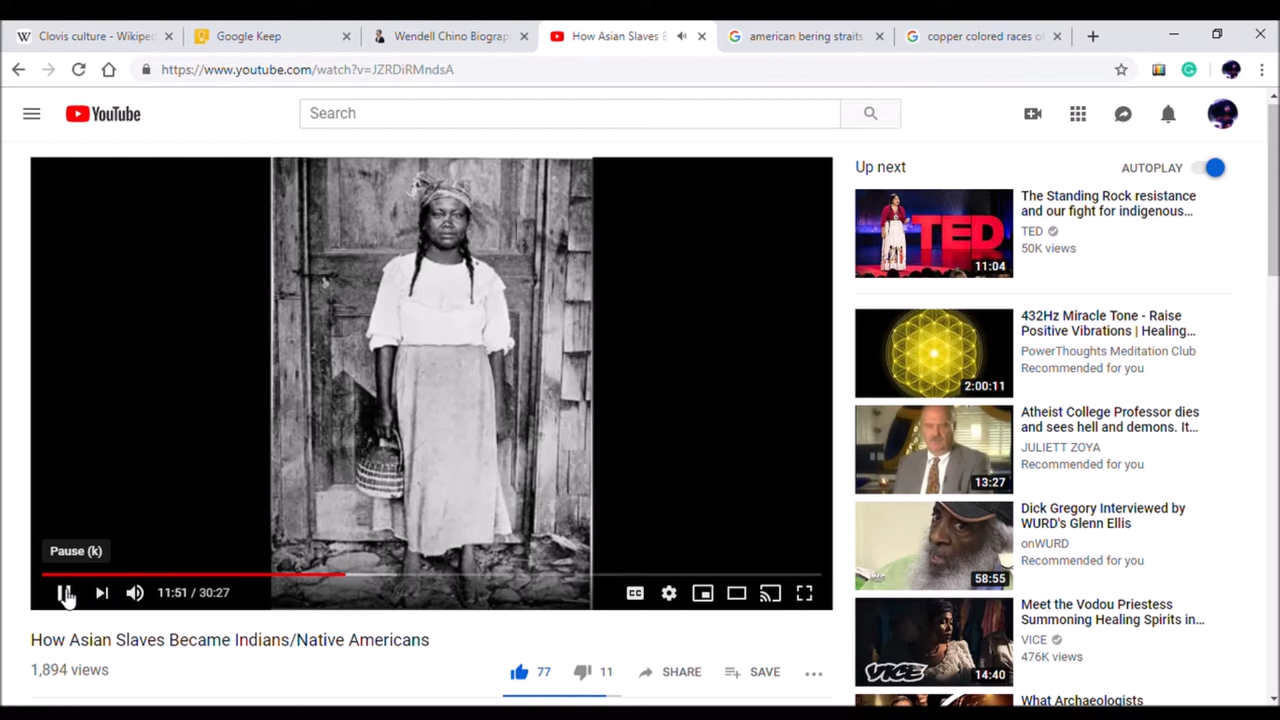 Clovis culture - Wikipe
Google Keep
Wendell Chino Biograp
How Asian Slaves B
american bering straits
copper colored races o
https://www.youtube.com/watch?v=JZRDiRMndsA
YouTube
Search
Up next
AUTOPLAY
The Standing Rock resistance
and our fight for indigenous...
TED
50K views
TED
11:04
432Hz Miracle Tone - Raise
Positive Vibrations | Healing...
PowerThoughts Meditation Club
Recommended for you
2:00:11
Atheist College Professor dies
and sees hell and demons. It...
JULIETT ZOYA
Recommended for you
13:27
Dick Gregory Interviewed by
WURD's Glenn Ellis
onWURD
Recommended for you
58:55
Meet the Vodou Priestess
Summoning Healing Spirits in...
VICE
476K views
VICE
14:40
What Archaeologists
Pause (k)
11:51 / 30:27
CC
How Asian Slaves Became Indians/Native Americans
1,894 views
77
11
SHARE
SAVE